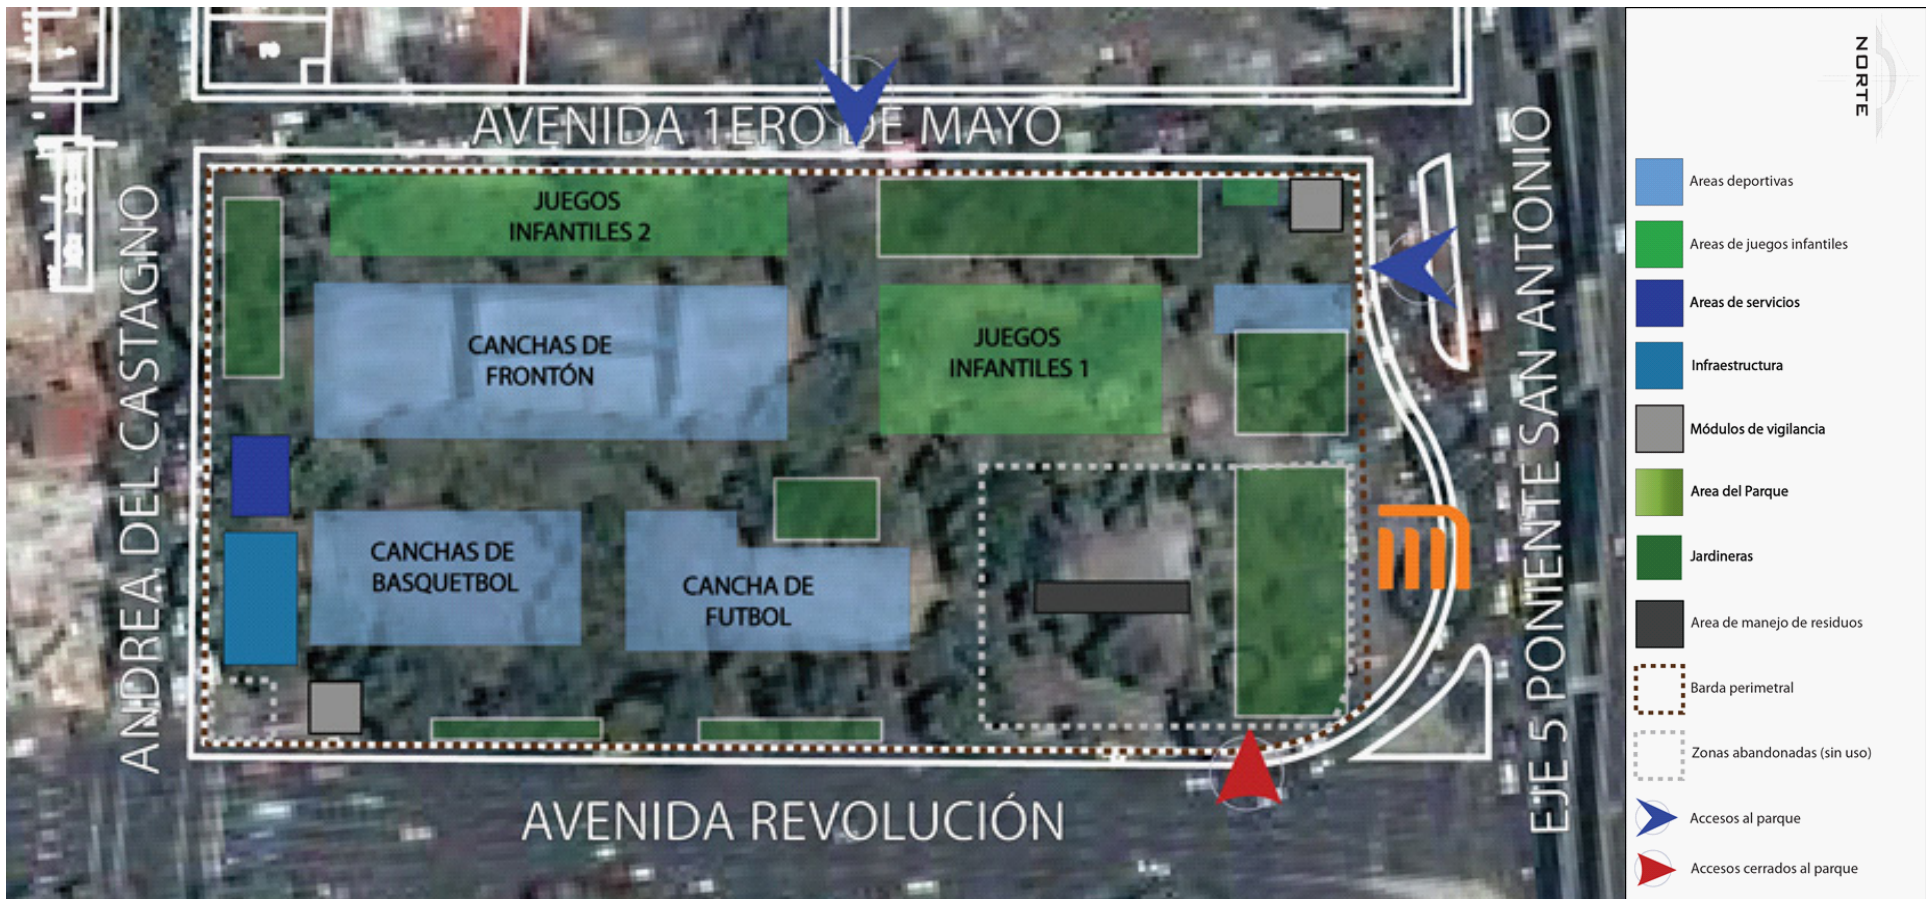 AVENIDA 1ERO DE MAYO
ANDREA DEL CASTAGNO
JUEGOS
INFANTILES 2
CANCHAS DE
FRONTÓN
JUEGOS
INFANTILES 1
CANCHAS DE
BASQUETBOL
CANCHA DE
FUTBOL
AVENIDA REVOLUCIÓN
EJE 5 PONIENTE SAN ANTONIO
NORTE
Areas deportivas
Areas de juegos infantiles
Areas de servicios
Infraestructura
Módulos de vigilancia
Area del Parque
Jardineras
Area de manejo de residuos
Barda perimetral
Zonas abandonadas (sin uso)
Accesos al parque
Accesos cerrados al parque